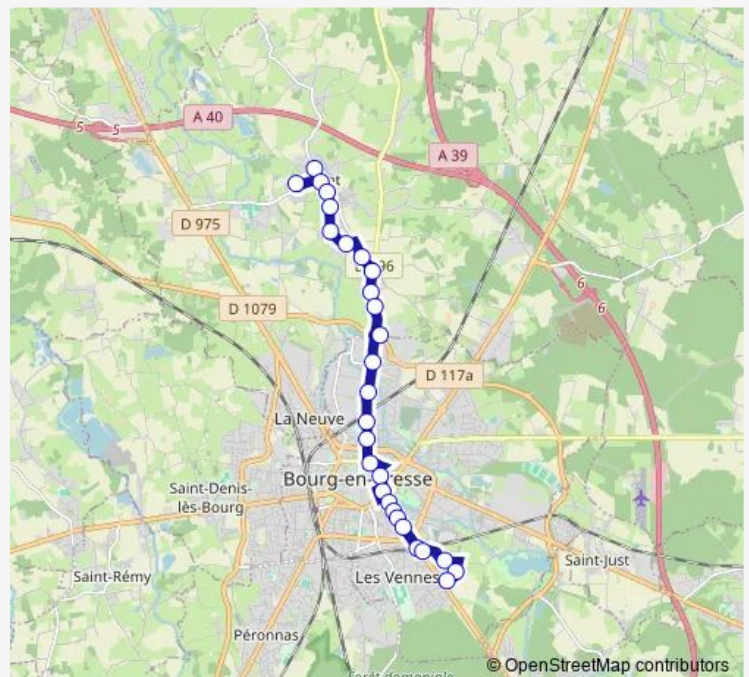 A 40
5
5
A 39
D 975
6
6
D 1079
D 117a
La Neuve
Bourg-en-Bresse
Saint-Denis-
lès-Bourg
Saint-Just
Les Vennes
Saint-Rémy
Péronnas
© OpenStreetMap contributors